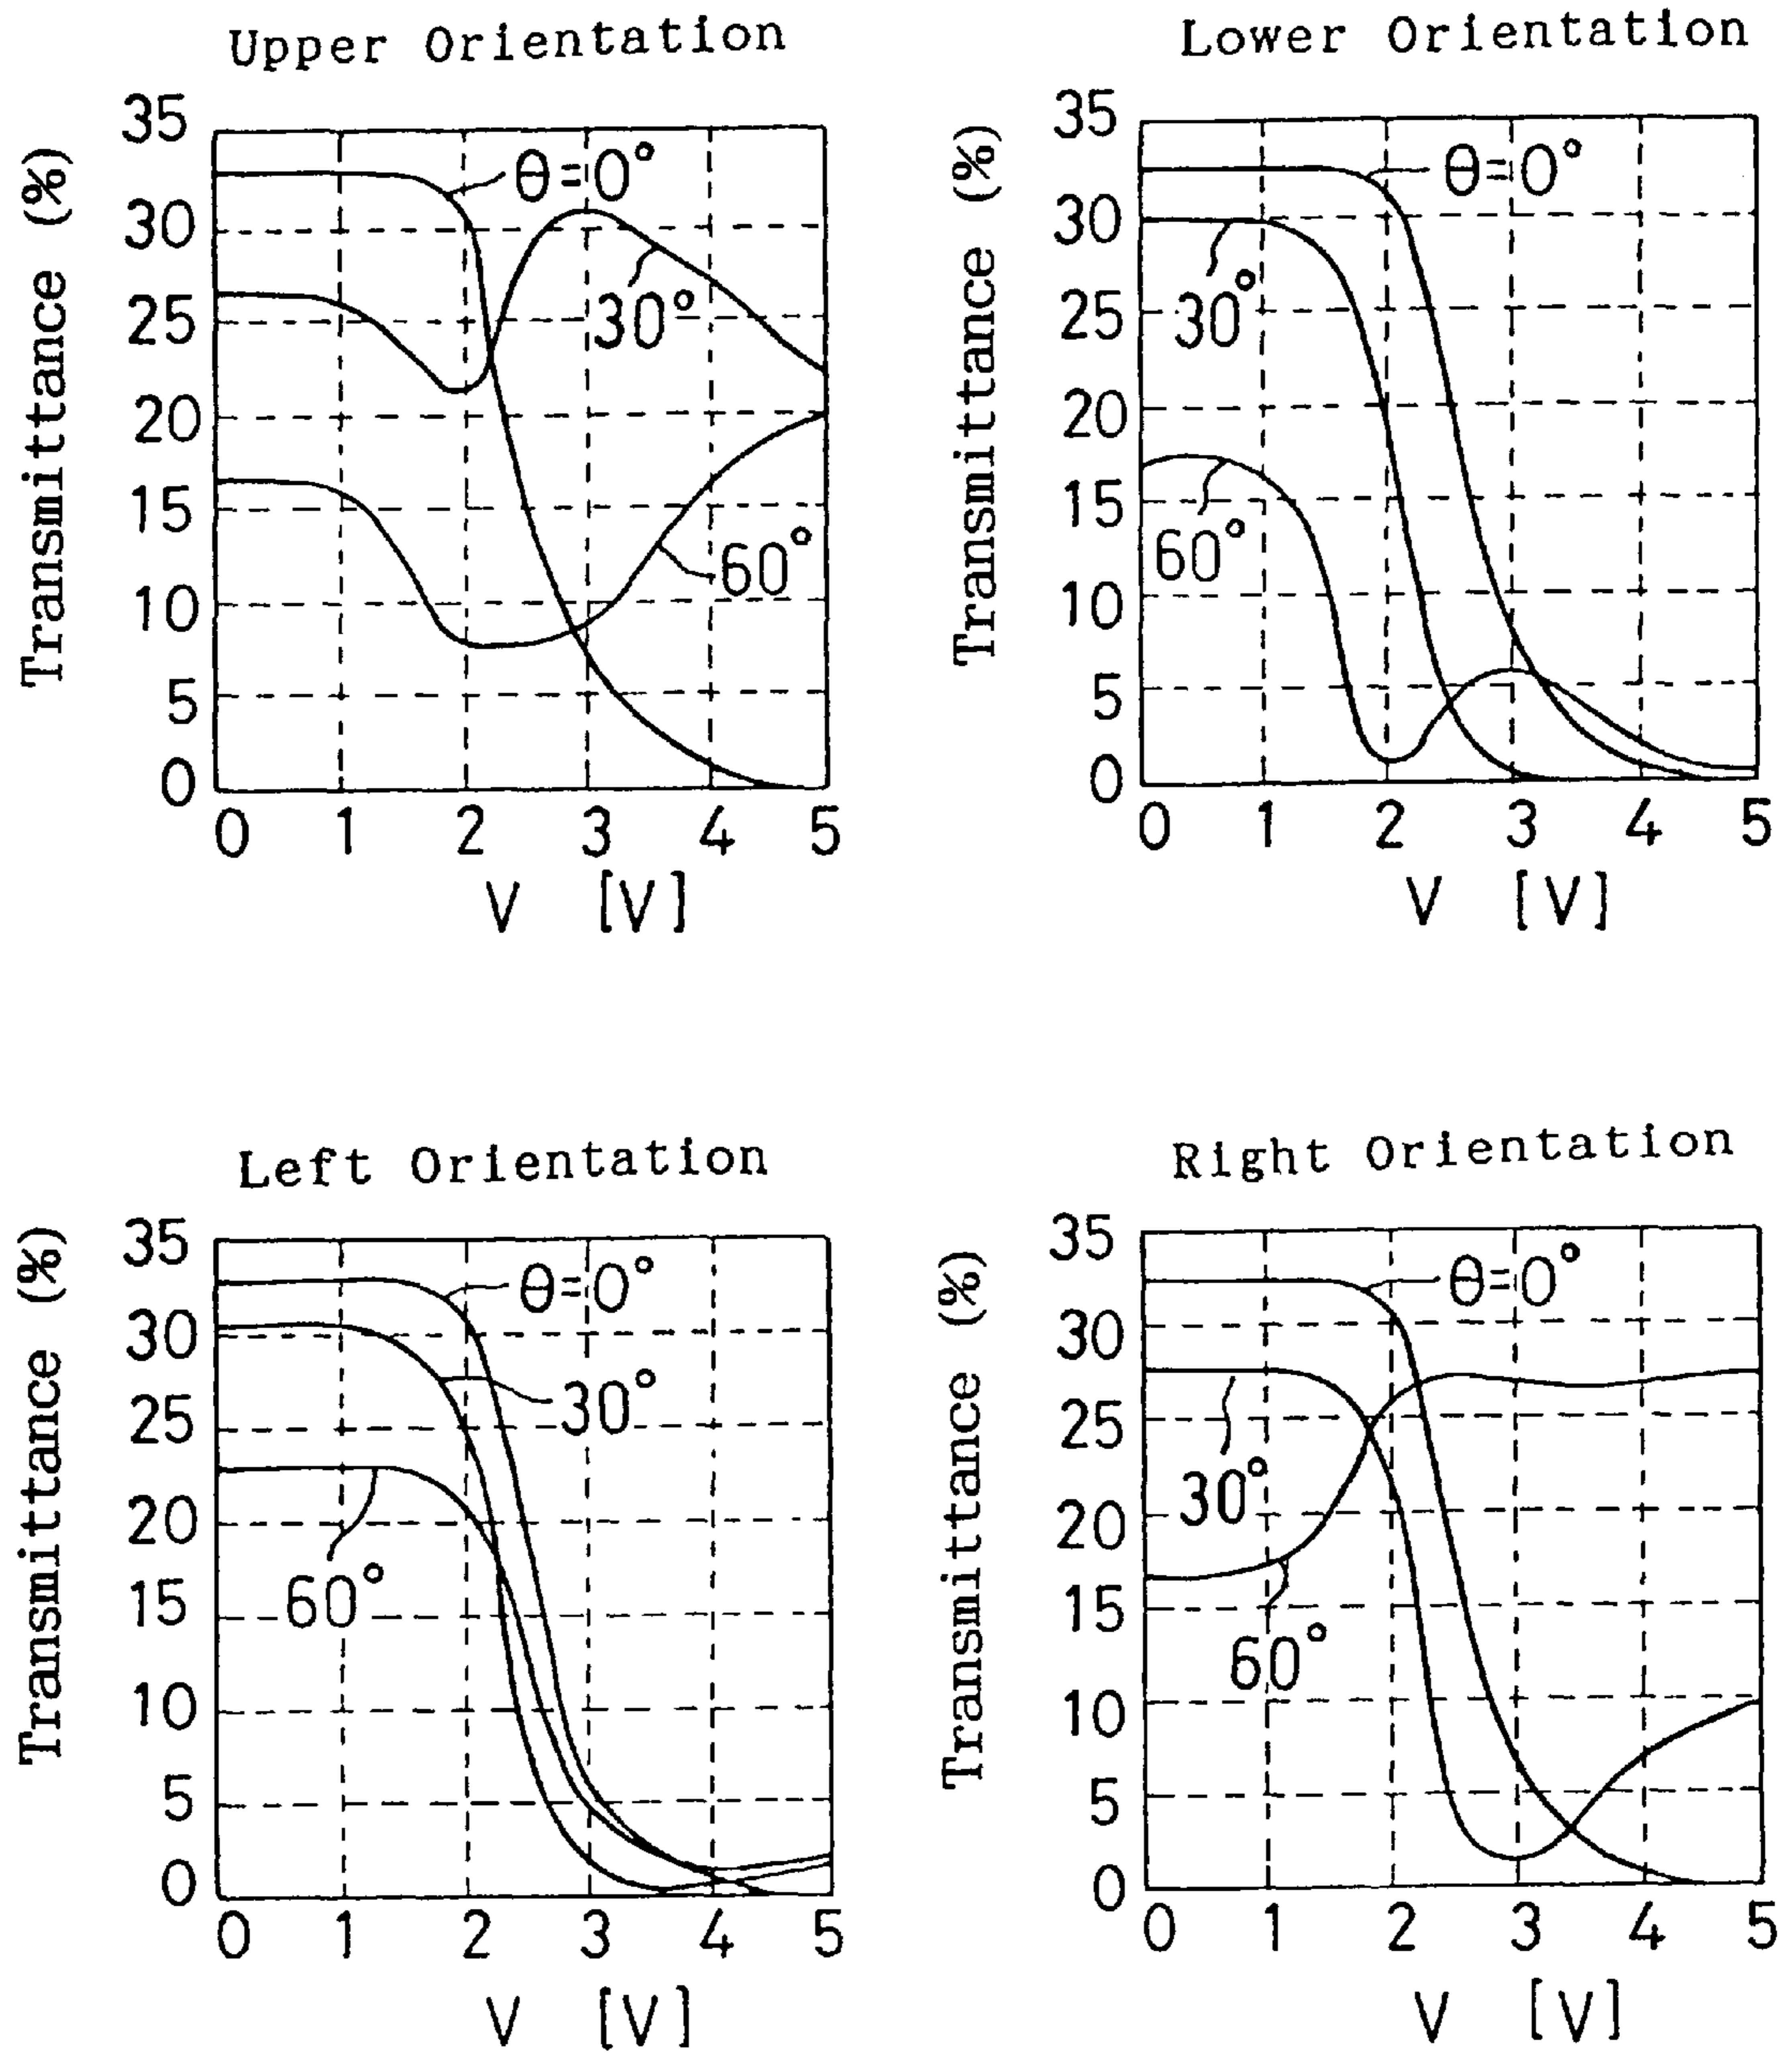 Upper Orientation
Transmittance (%)
35
30
25
20
15
10
5
0
θ=0°
30°
60°
0 1 2 3 4 5
V [V]
Lower Orientation
Transmittance (%)
35
30
25
20
15
10
5
0
θ=0°
30°
60°
0 1 2 3 4 5
V [V]
Left Orientation
Transmittance (%)
35
30
25
20
15
10
5
0
θ=0°
30°
60°
0 1 2 3 4 5
V [V]
Right Orientation
Transmittance (%)
35
30
25
20
15
10
5
0
θ=0°
30°
60°
0 1 2 3 4 5
V [V]